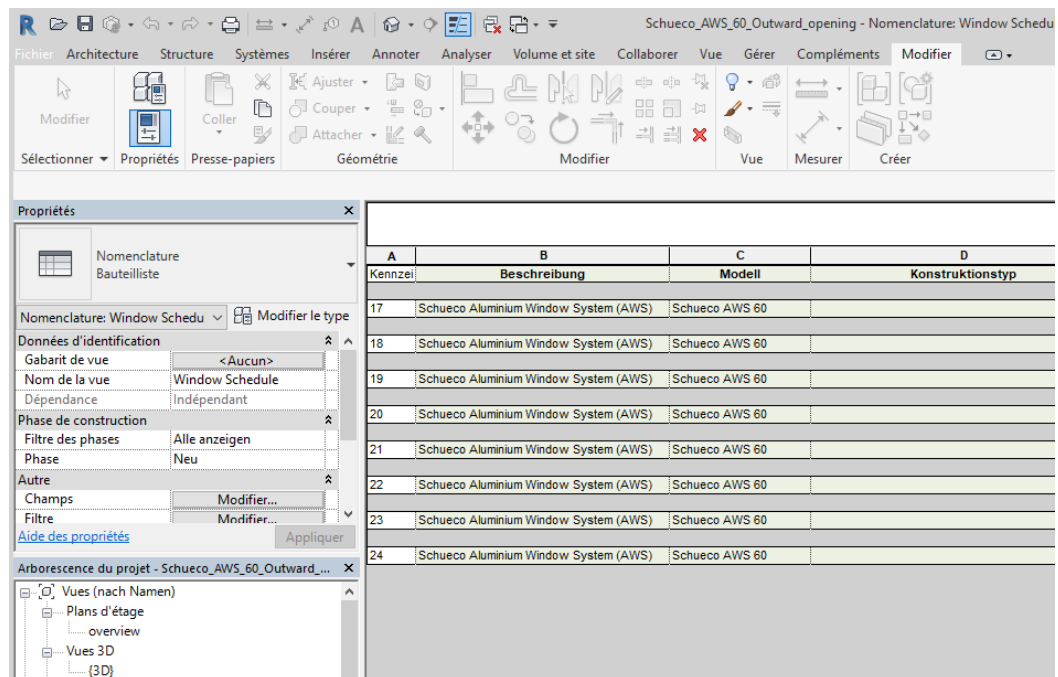 Schueco_AWS_60_Outward_opening - Nomenclature: Window Schedu
Fichier Architecture Structure Systèmes Insérer Annoter Analyser Volume et site Collaborer Vue Gérer Compléments Modifier
Modifier
Coller
Ajuster
Couper
Attacher
Sélectionner Propriétés Presse-papiers Géométrie Modifier Vue Mesurer Créer
Propriétés
Nomenclature
Bauteilliste
Nomenclature: Window Schedu Modifier le type
Données d'identification
Gabarit de vue <Aucun>
Nom de la vue Window Schedule
Dépendance Indépendant
Phase de construction
Filtre des phases Alle anzeigen
Phase Neu
Autre
Champs Modifier...
Filtre Modifier...
Aide des propriétés Appliquer
Arborescence du projet - Schueco_AWS_60_Outward_...
Vues (nach Namen)
Plans d'étage
overview
Vues 3D
{3D}
A B C D
Kennzei Beschreibung Modell Konstruktionstyp
17 Schueco Aluminium Window System (AWS) Schueco AWS 60
18 Schueco Aluminium Window System (AWS) Schueco AWS 60
19 Schueco Aluminium Window System (AWS) Schueco AWS 60
20 Schueco Aluminium Window System (AWS) Schueco AWS 60
21 Schueco Aluminium Window System (AWS) Schueco AWS 60
22 Schueco Aluminium Window System (AWS) Schueco AWS 60
23 Schueco Aluminium Window System (AWS) Schueco AWS 60
24 Schueco Aluminium Window System (AWS) Schueco AWS 60